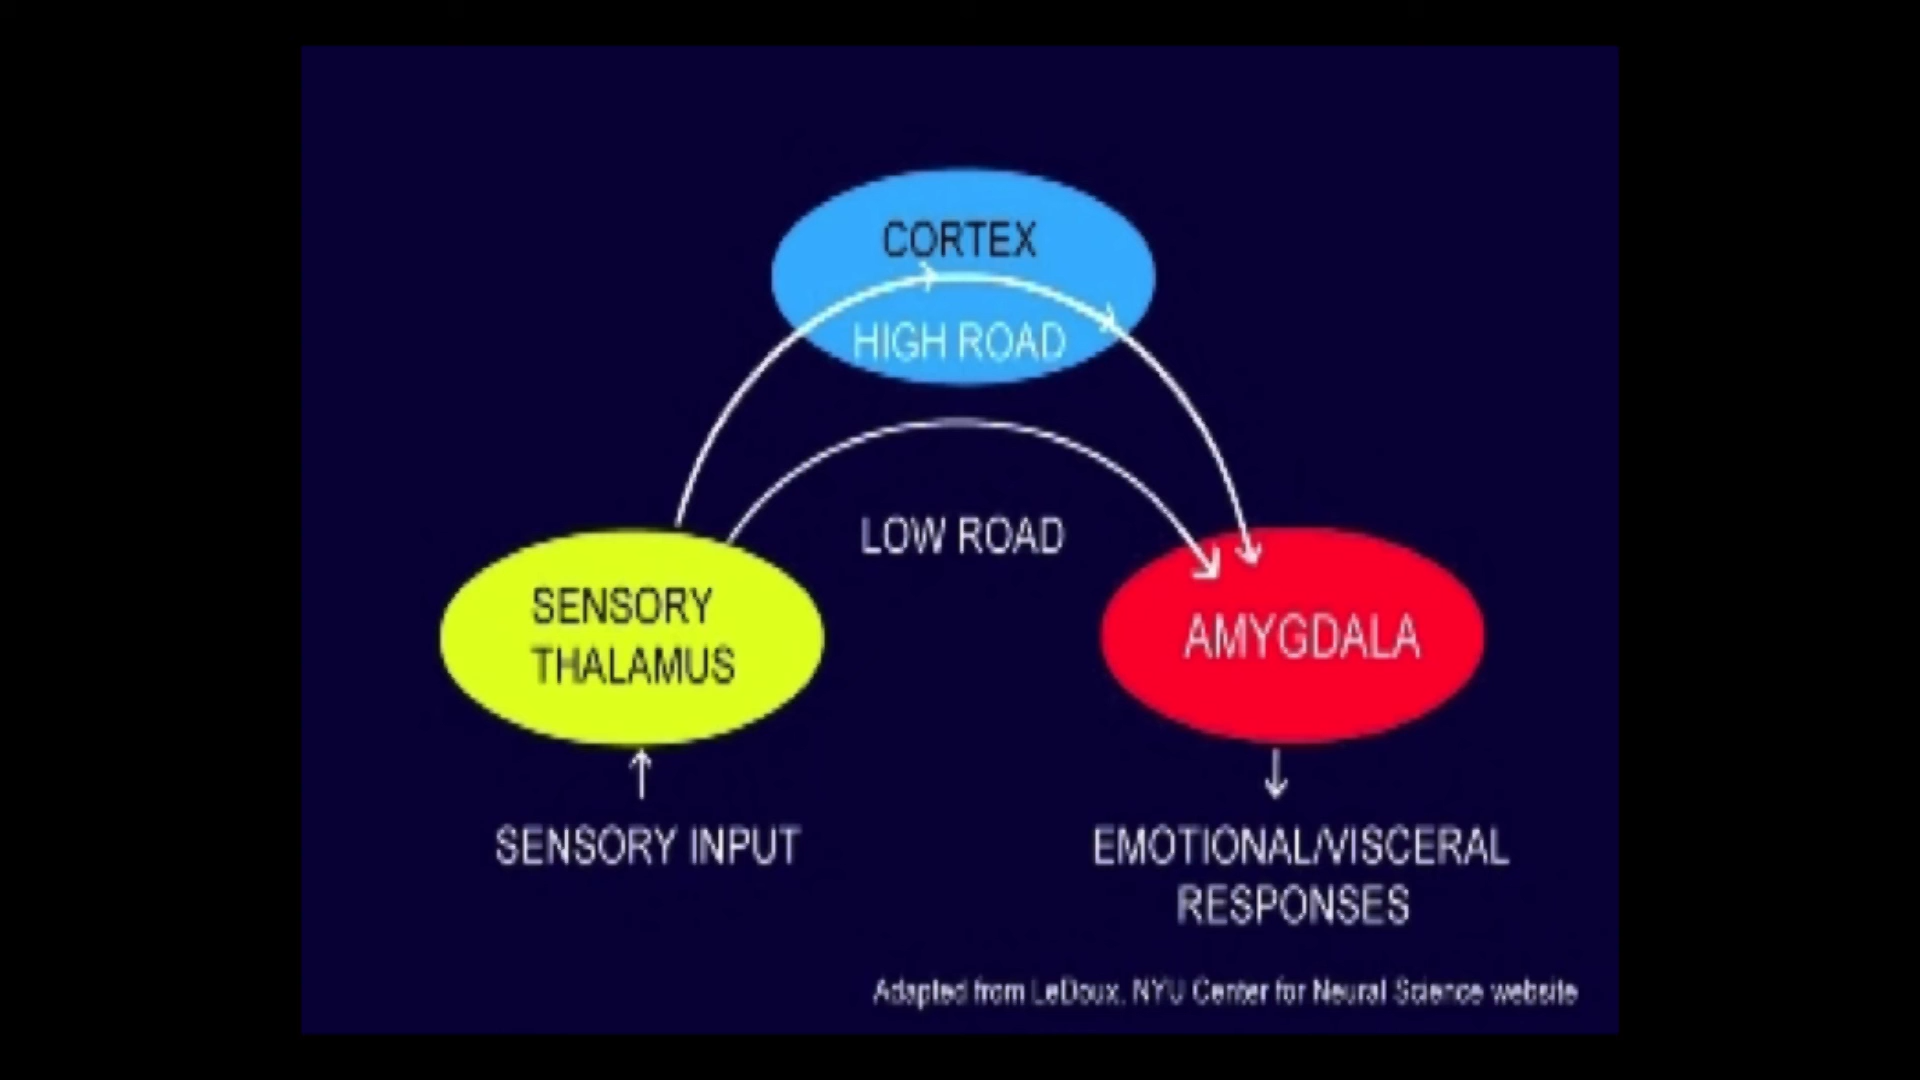 CORTEX
HIGH ROAD
LOW ROAD
SENSORY
THALAMUS
AMYGDALA
SENSORY INPUT
EMOTIONAL/VISCERAL
RESPONSES
Adapted from LeDoux, NYU Center for Neural Science website